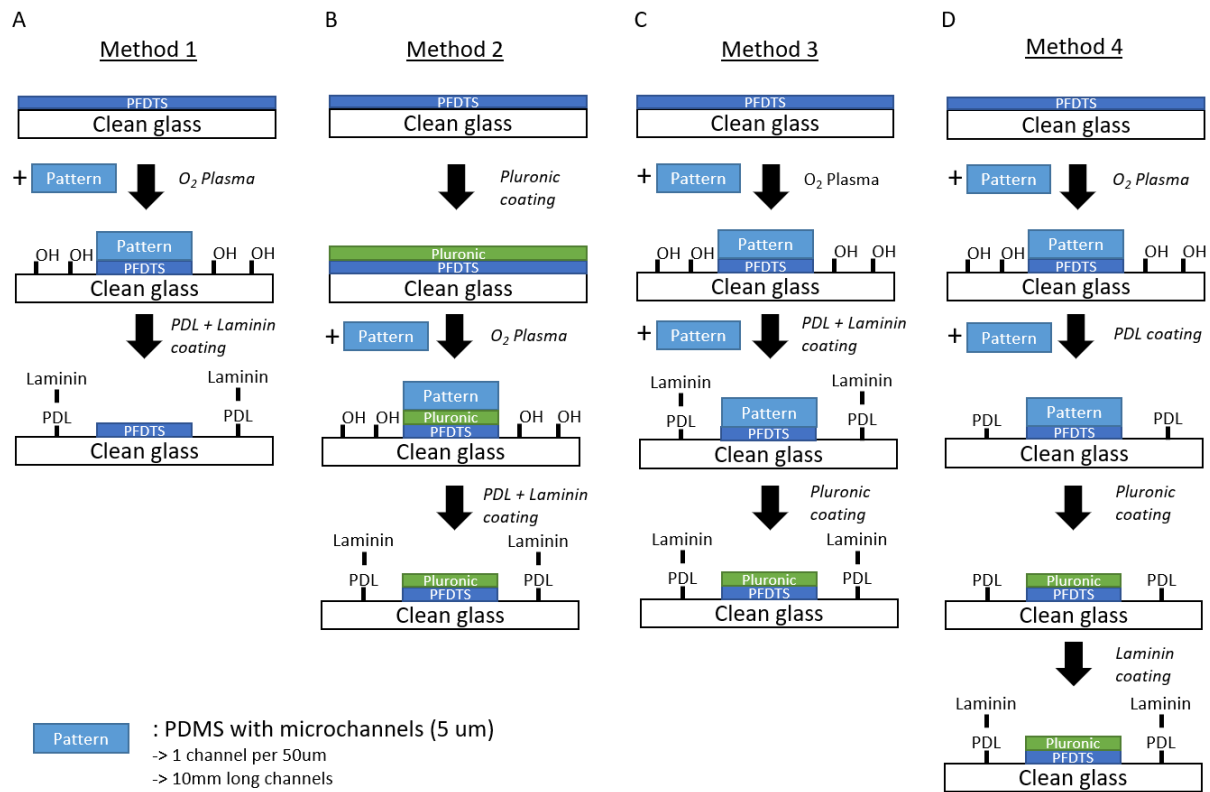 A
Method 1
PFDTS
Clean glass
+ Pattern
O2 Plasma
OH OH Pattern OH OH
PFDTS
Clean glass
PDL + Laminin
coating
Laminin Laminin
PDL PFDTS PDL
Clean glass
B
Method 2
PFDTS
Clean glass
Pluronic
coating
Pluronic
PFDTS
Clean glass
+ Pattern
O2 Plasma
Pattern
OH OH Pluronic OH OH
PFDTS
Clean glass
PDL + Laminin
coating
Laminin Laminin
PDL Pluronic PDL
PFDTS
Clean glass
C
Method 3
PFDTS
Clean glass
+ Pattern
O2 Plasma
OH OH Pattern OH OH
PFDTS
Clean glass
+ Pattern
PDL + Laminin
coating
Laminin Laminin
PDL Pattern PDL
PFDTS
Clean glass
Pluronic
coating
Laminin Laminin
PDL Pluronic PDL
PFDTS
Clean glass
D
Method 4
PFDTS
Clean glass
+ Pattern
O2 Plasma
OH OH Pattern OH OH
PFDTS
Clean glass
+ Pattern
PDL coating
PDL Pattern PDL
PFDTS
Clean glass
Pluronic
coating
PDL Pluronic PDL
PFDTS
Clean glass
Laminin
coating
Laminin Laminin
PDL Pluronic PDL
PFDTS
Clean glass
Pattern : PDMS with microchannels (5 um)
-> 1 channel per 50um
-> 10mm long channels